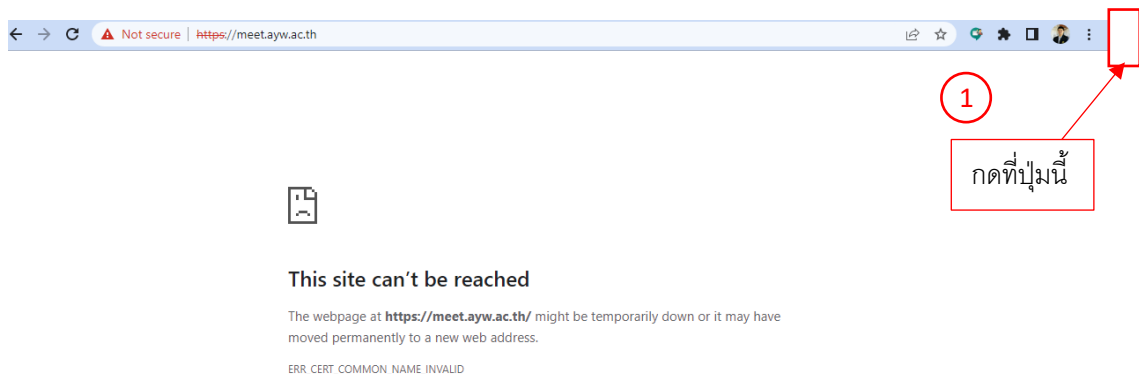 Not secure | https://meet.ayw.ac.th
1
กดที่ปุ่มนี้
This site can't be reached
The webpage at https://meet.ayw.ac.th/ might be temporarily down or it may have
moved permanently to a new web address.
ERR CERT COMMON NAME INVALID